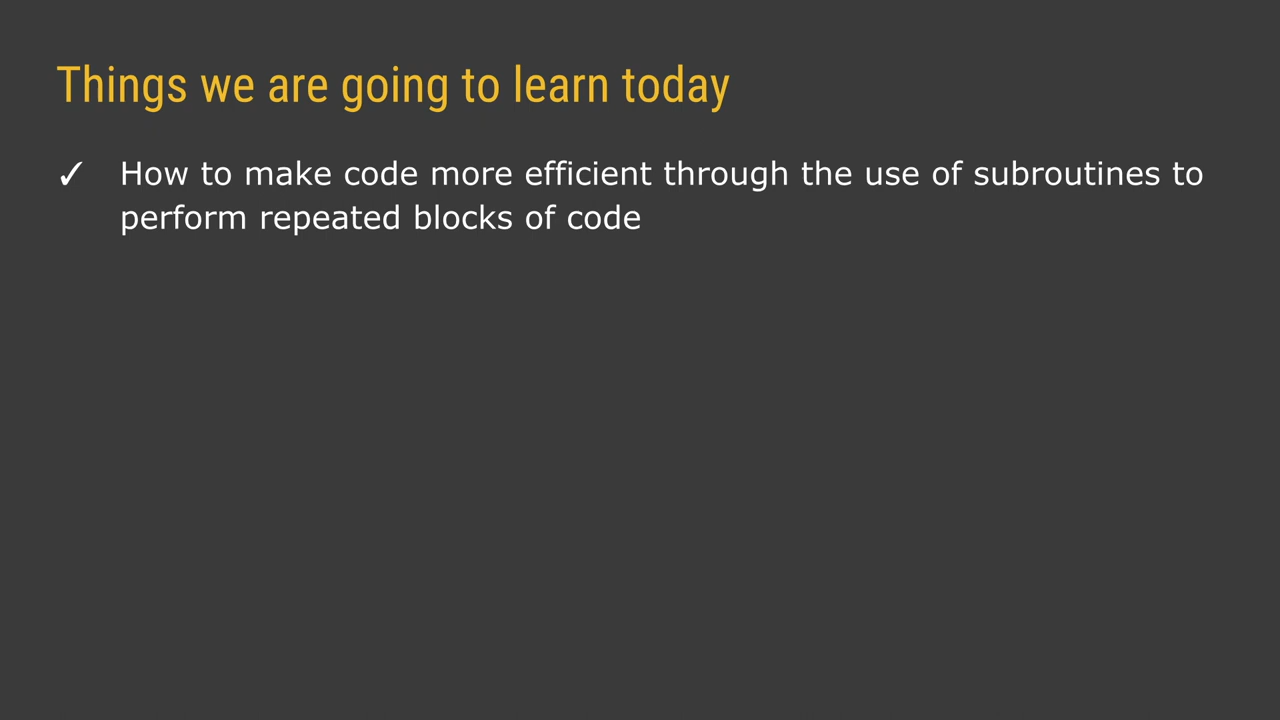 Things we are going to learn today
✓ How to make code more efficient through the use of subroutines to
perform repeated blocks of code